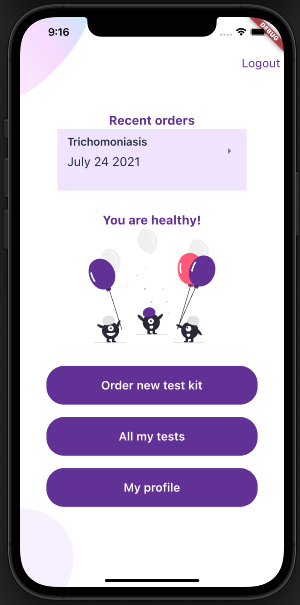 9:16
DEBUG
Logout
Recent orders
Trichomoniasis
July 24 2021
You are healthy!
Order new test kit
All my tests
My profile